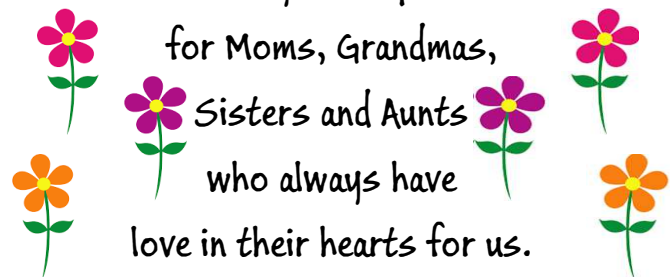 for Moms, Grandmas,
Sisters and Aunts
who always have
love in their hearts for us.